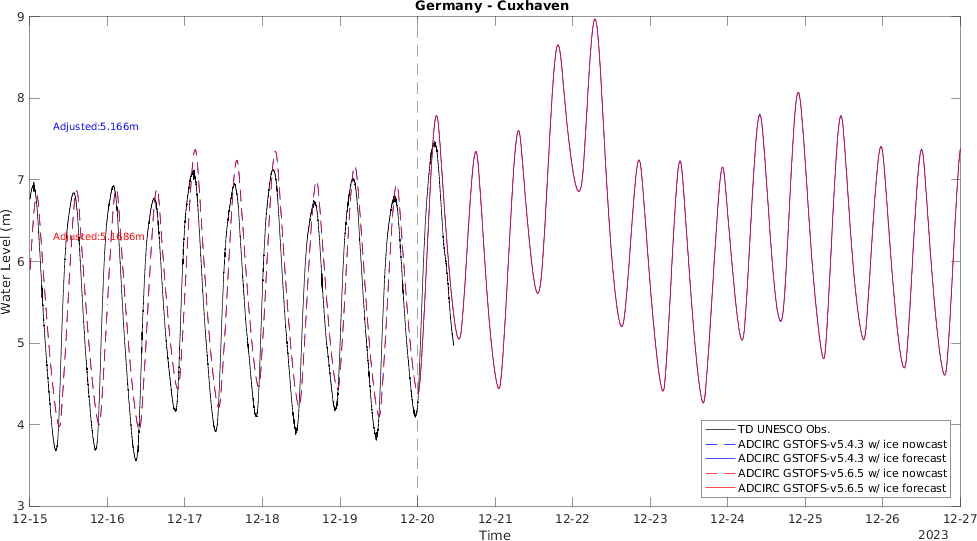 Germany - Cuxhaven
9
8
7
6
5
4
3
Water Level (m)
Adjusted:5.166m
Adjusted:5.1686m
TD UNESCO Obs.
ADCIRC GSTOFS-v5.4.3 w/ ice nowcast
ADCIRC GSTOFS-v5.4.3 w/ ice forecast
ADCIRC GSTOFS-v5.6.5 w/ ice nowcast
ADCIRC GSTOFS-v5.6.5 w/ ice forecast
12-15 12-16 12-17 12-18 12-19 12-20 12-21 12-22 12-23 12-24 12-25 12-26 12-27
Time
2023